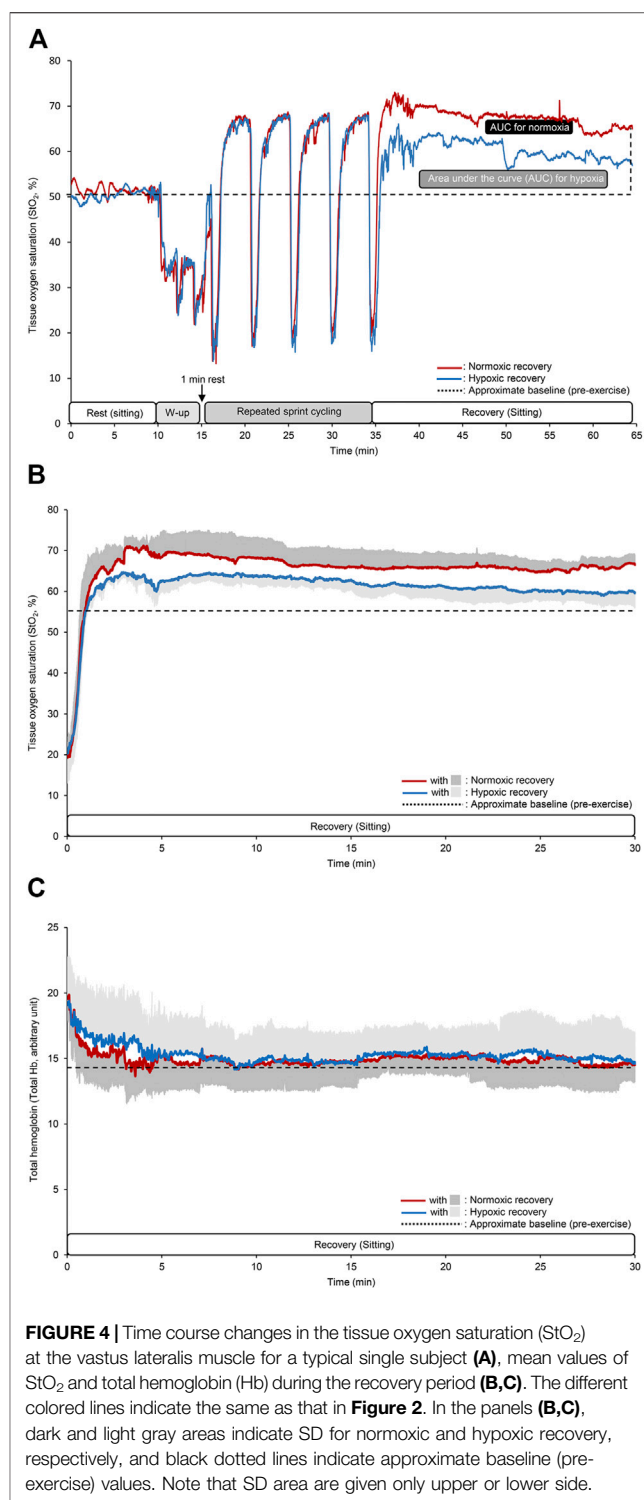 A
80
70
60
50
40
30
20
10
0
Tissue oxygen saturation (StO₂, %)
AUC for normoxia
Area under the curve (AUC) for hypoxia
1 min rest
: Normoxic recovery
: Hypoxic recovery
: Approximate baseline (pre-exercise)
Rest (sitting) W-up Repeated sprint cycling Recovery (Sitting)
0 5 10 15 20 25 30 35 40 45 50 55 60 65
Time (min)
B
80
70
60
50
40
30
20
10
0
Tissue oxygen saturation (StO₂, %)
with : Normoxic recovery
with : Hypoxic recovery
: Approximate baseline (pre-exercise)
Recovery (Sitting)
0 5 10 15 20 25 30
Time (min)
C
25
20
15
10
5
0
Total hemoglobin (Total Hb, arbitrary unit)
with : Normoxic recovery
with : Hypoxic recovery
: Approximate baseline (pre-exercise)
Recovery (Sitting)
0 5 10 15 20 25 30
Time (min)
FIGURE 4 | Time course changes in the tissue oxygen saturation (StO₂)
at the vastus lateralis muscle for a typical single subject (A), mean values of
StO₂ and total hemoglobin (Hb) during the recovery period (B,C). The different
colored lines indicate the same as that in Figure 2. In the panels (B,C),
dark and light gray areas indicate SD for normoxic and hypoxic recovery,
respectively, and black dotted lines indicate approximate baseline (pre-
exercise) values. Note that SD area are given only upper or lower side.